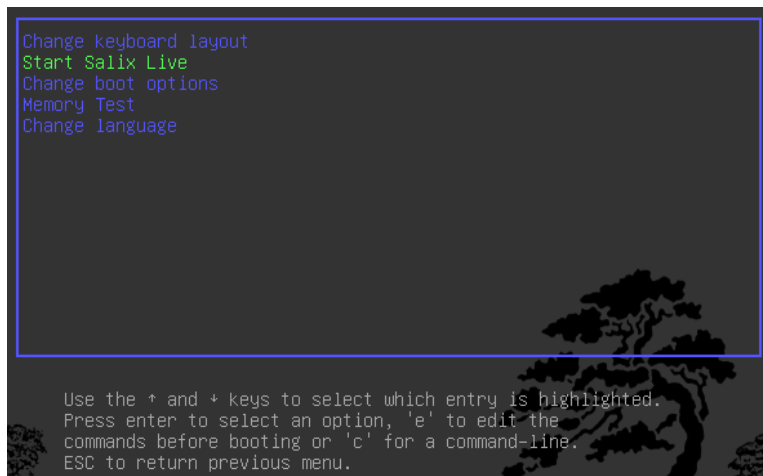 Change keyboard layout
Start Salix Live
Change boot options
Memory Test
Change language
Use the ↑ and ↓ keys to select which entry is highlighted.
Press enter to select an option, 'e' to edit the
commands before booting or 'c' for a command-line.
ESC to return previous menu.